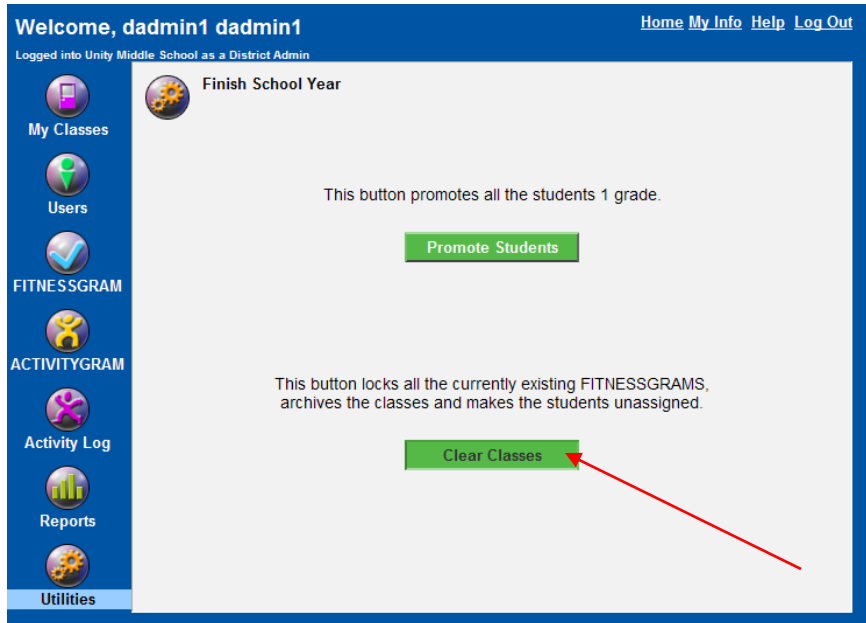 Welcome, dadmin1 dadmin1
Home My Info Help Log Out
Logged into Unity Middle School as a District Admin
Finish School Year
My Classes
Users
FITNESSGRAM
ACTIVITYGRAM
Activity Log
Reports
Utilities
This button promotes all the students 1 grade.
Promote Students
This button locks all the currently existing FITNESSGRAMS,
archives the classes and makes the students unassigned.
Clear Classes